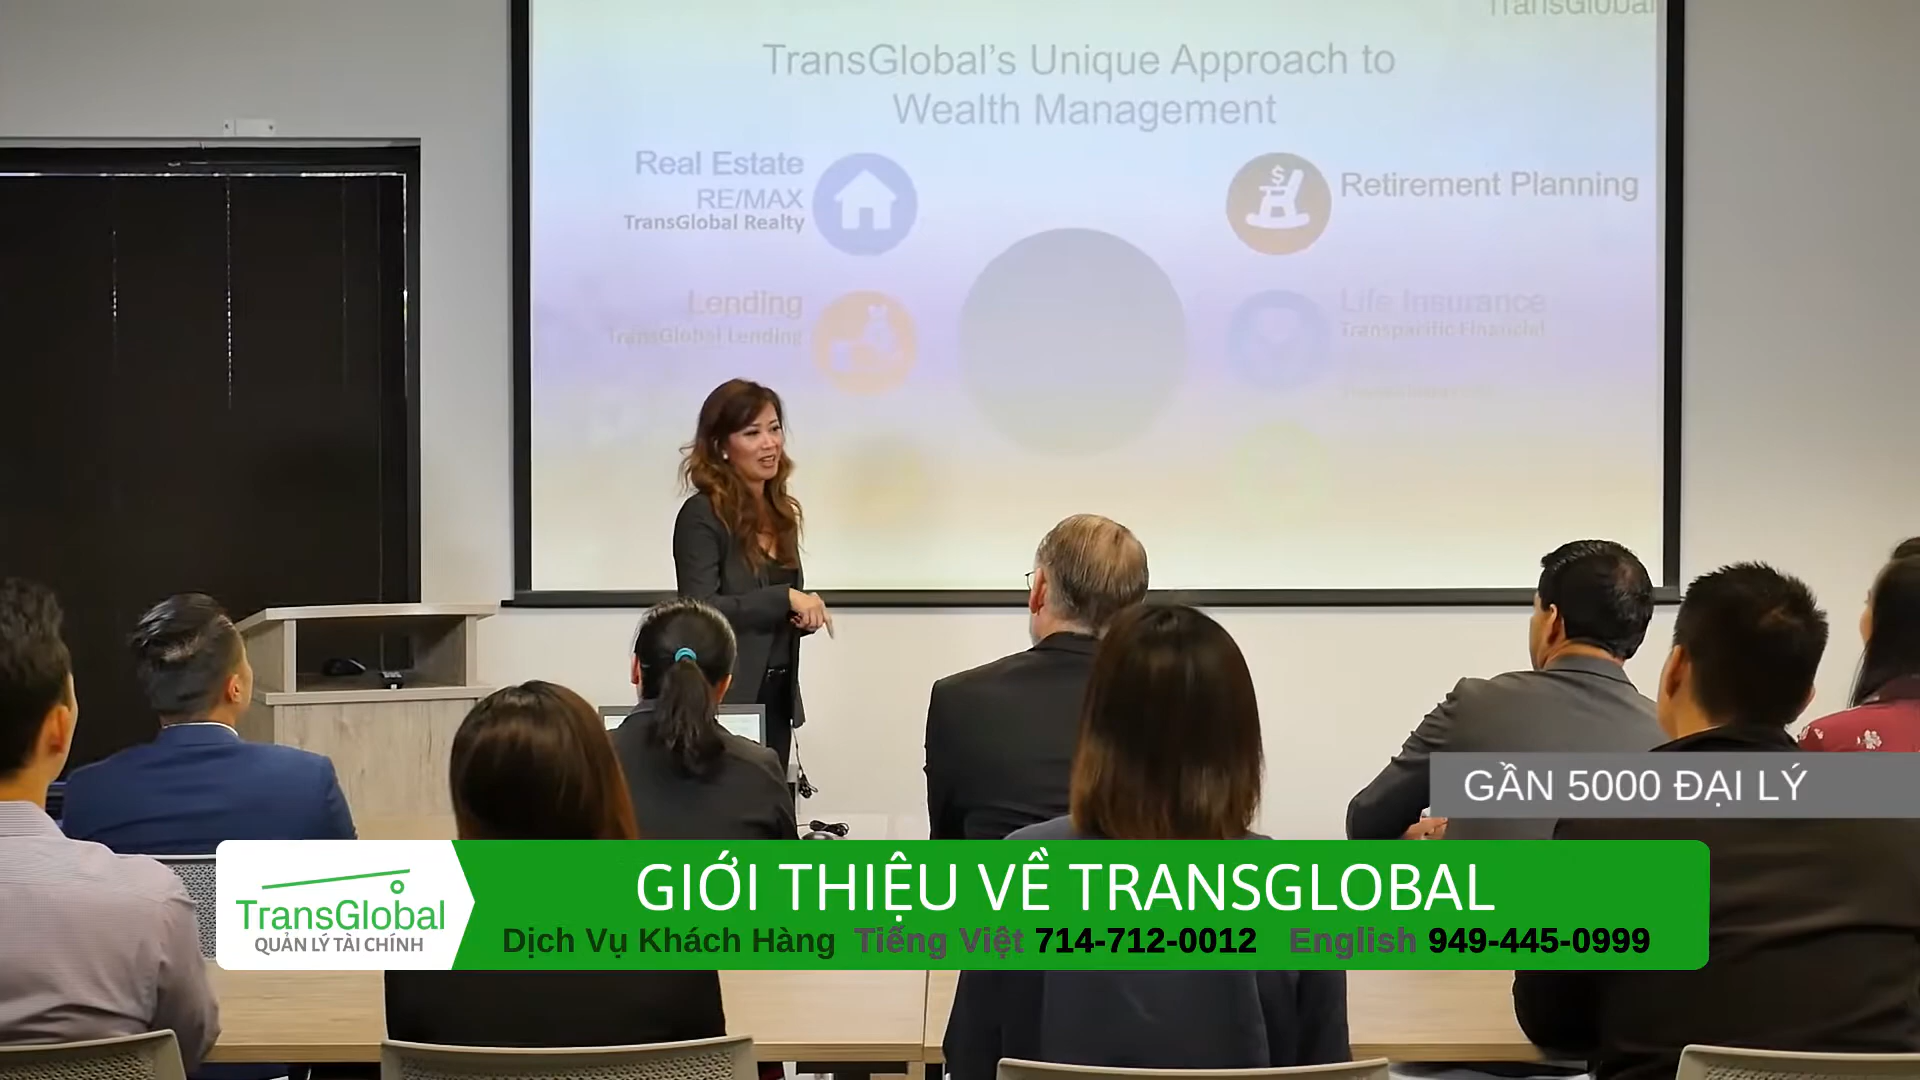 TransGlobal
TransGlobal's Unique Approach to
Wealth Management
Real Estate
RE/MAX
TransGlobal Realty
Retirement Planning
Lending
TransGlobal Lending
Life Insurance
Transpacific Financial
GẦN 5000 ĐẠI LÝ
GIỚI THIỆU VỀ TRANSGLOBAL
TransGlobal
QUẢN LÝ TÀI CHÍNH
Dịch Vụ Khách Hàng Tiếng Việt 714-712-0012 English 949-445-0999